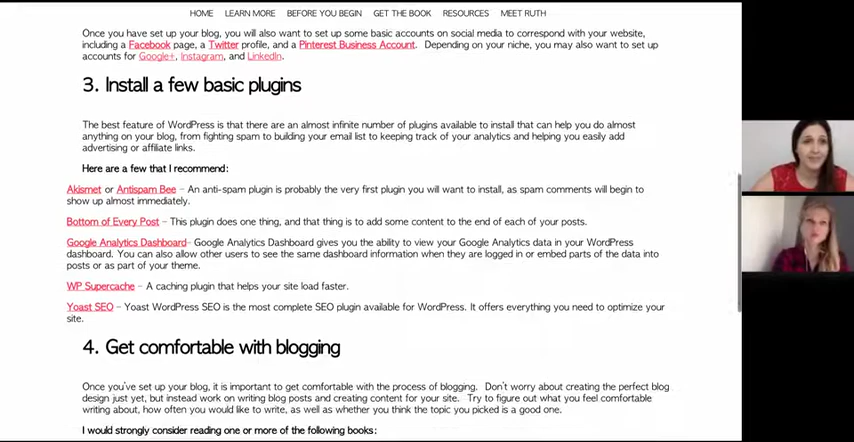 HOME LEARN MORE BEFORE YOU BEGIN GET THE BOOK RESOURCES MEET RUTH
Once you have set up your blog, you will also want to set up some basic accounts on social media to correspond with your website,
including a Facebook page, a Twitter profile, and a Pinterest Business Account. Depending on your niche, you may also want to set up
accounts for Google+, Instagram, and LinkedIn.
3. Install a few basic plugins
The best feature of WordPress is that there are an almost infinite number of plugins available to install that can help you do almost
anything on your blog, from fighting spam to building your email list to keeping track of your analytics and helping you easily add
advertising or affiliate links.
Here are a few that I recommend:
Akismet or Antispam Bee – An anti-spam plugin is probably the very first plugin you will want to install, as spam comments will begin to
show up almost immediately.
Bottom of Every Post – This plugin does one thing, and that thing is to add some content to the end of each of your posts.
Google Analytics Dashboard- Google Analytics Dashboard gives you the ability to view your Google Analytics data in your WordPress
dashboard. You can also allow other users to see the same dashboard information when they are logged in or embed parts of the data into
posts or as part of your theme.
WP Supercache – A caching plugin that helps your site load faster.
Yoast SEO – Yoast WordPress SEO is the most complete SEO plugin available for WordPress. It offers everything you need to optimize your
site.
4. Get comfortable with blogging
Once you've set up your blog, it is important to get comfortable with the process of blogging. Don't worry about creating the perfect blog
design just yet, but instead work on writing blog posts and creating content for your site. Try to figure out what you feel comfortable
writing about, how often you would like to write, as well as whether you think the topic you picked is a good one.
I would strongly consider reading one or more of the following books: